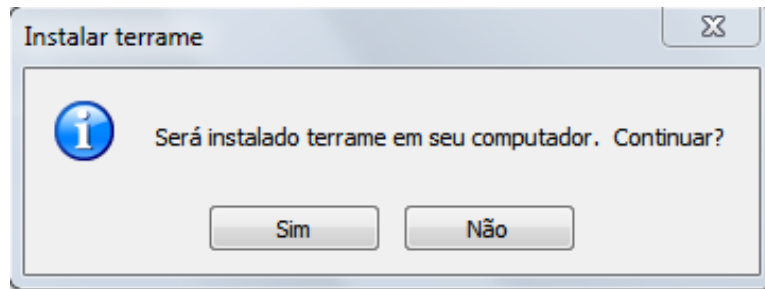 Instalar terrame
Será instalado terrame em seu computador. Continuar?
Sim Não